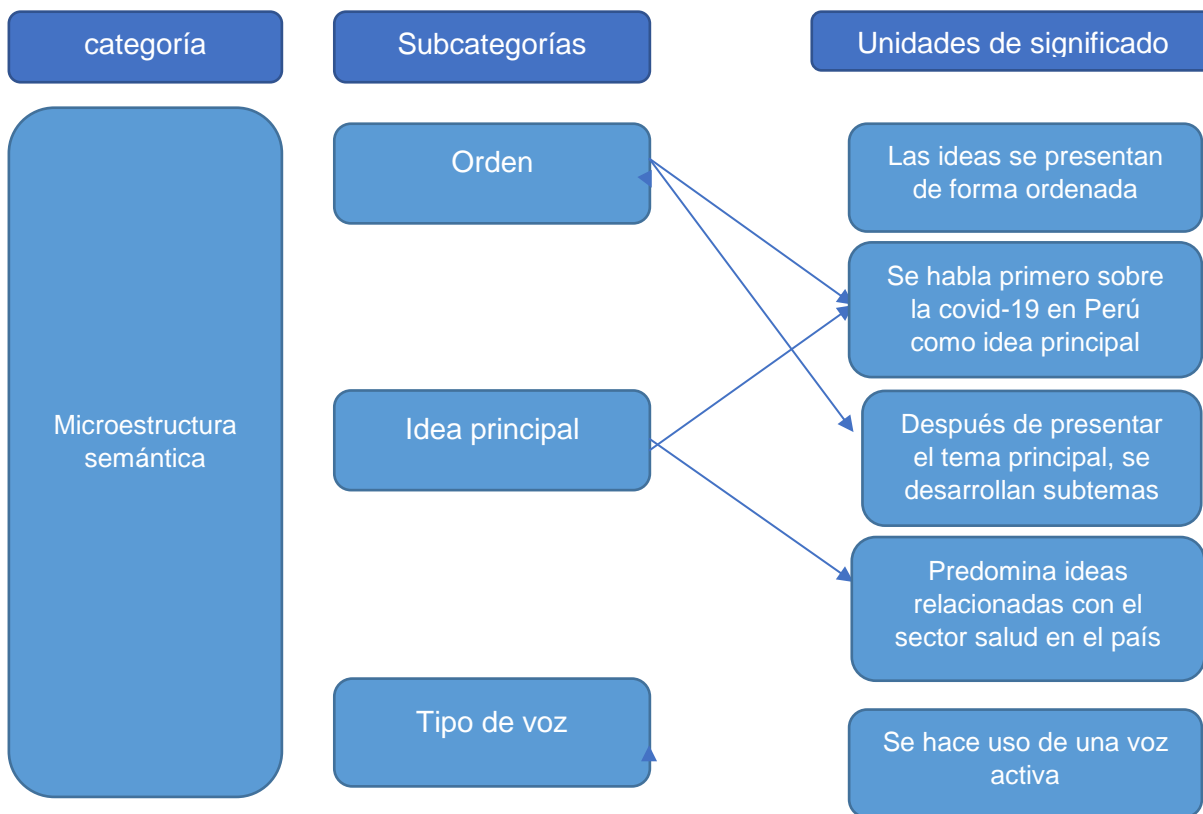 categoría
Subcategorías
Unidades de significado
Microestructura
semántica
Orden
Idea principal
Tipo de voz
Las ideas se presentan
de forma ordenada
Se habla primero sobre
la covid-19 en Perú
como idea principal
Después de presentar
el tema principal, se
desarrollan subtemas
Predomina ideas
relacionadas con el
sector salud en el país
Se hace uso de una voz
activa